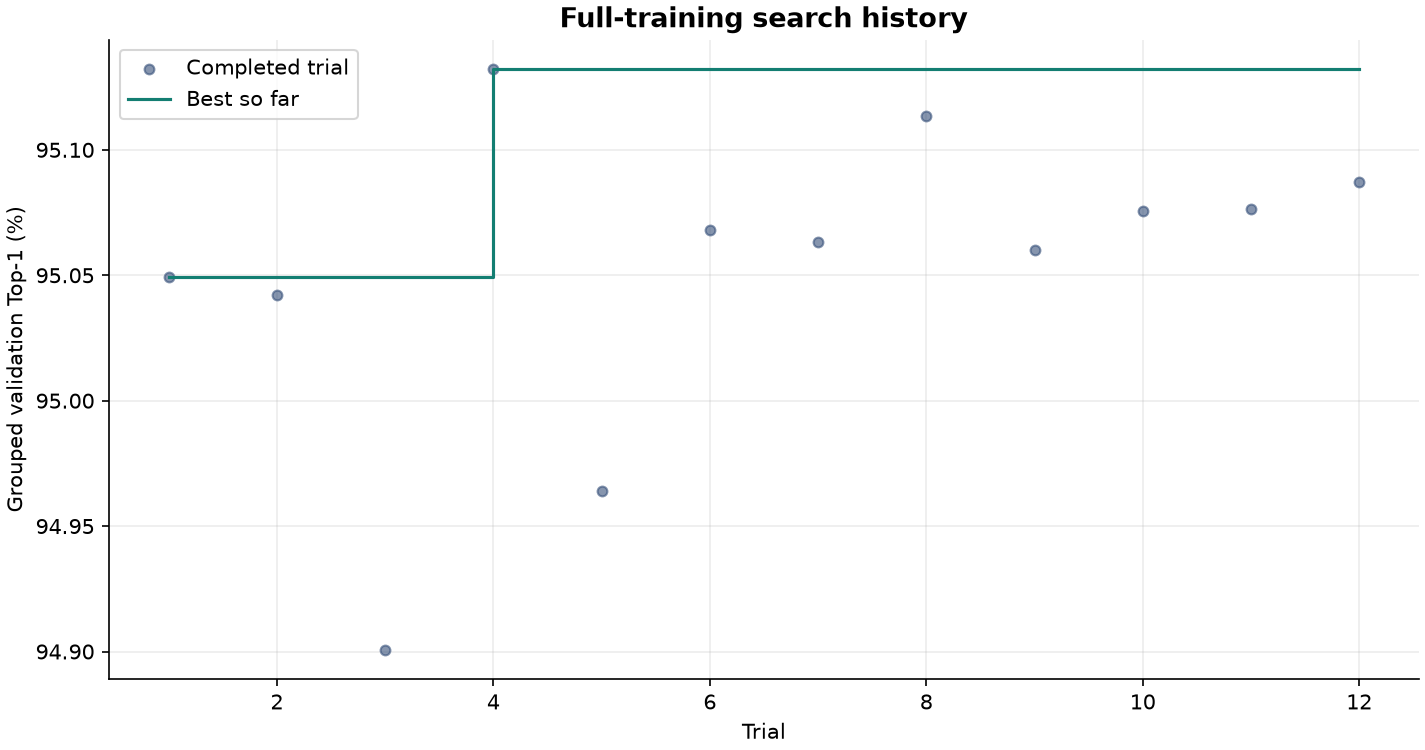 Full-training search history
Completed trial
Best so far
Grouped validation Top-1 (%)
95.10
95.05
95.00
94.95
94.90
2 4 6 8 10 12
Trial